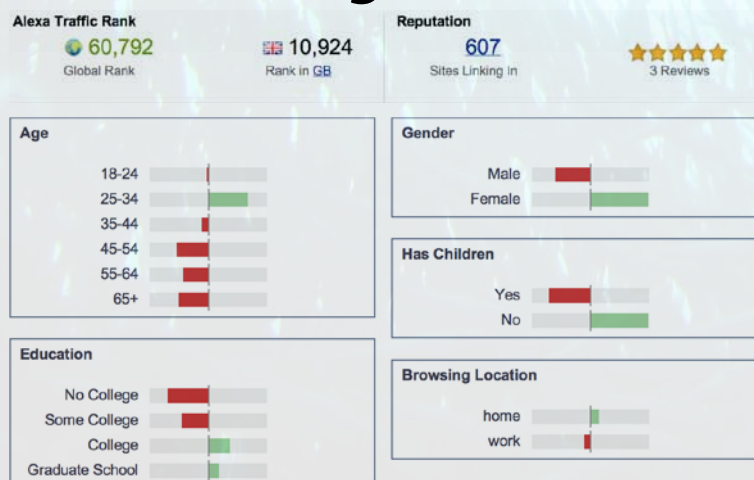 Alexa Traffic Rank
60,792
Global Rank
10,924
Rank in GB
Reputation
607
Sites Linking in
3 Reviews
Age
18-24
25-34
35-44
45-54
55-64
65+
Education
No College
Some College
College
Graduate School
Gender
Male
Female
Has Children
Yes
No
Browsing Location
home
work